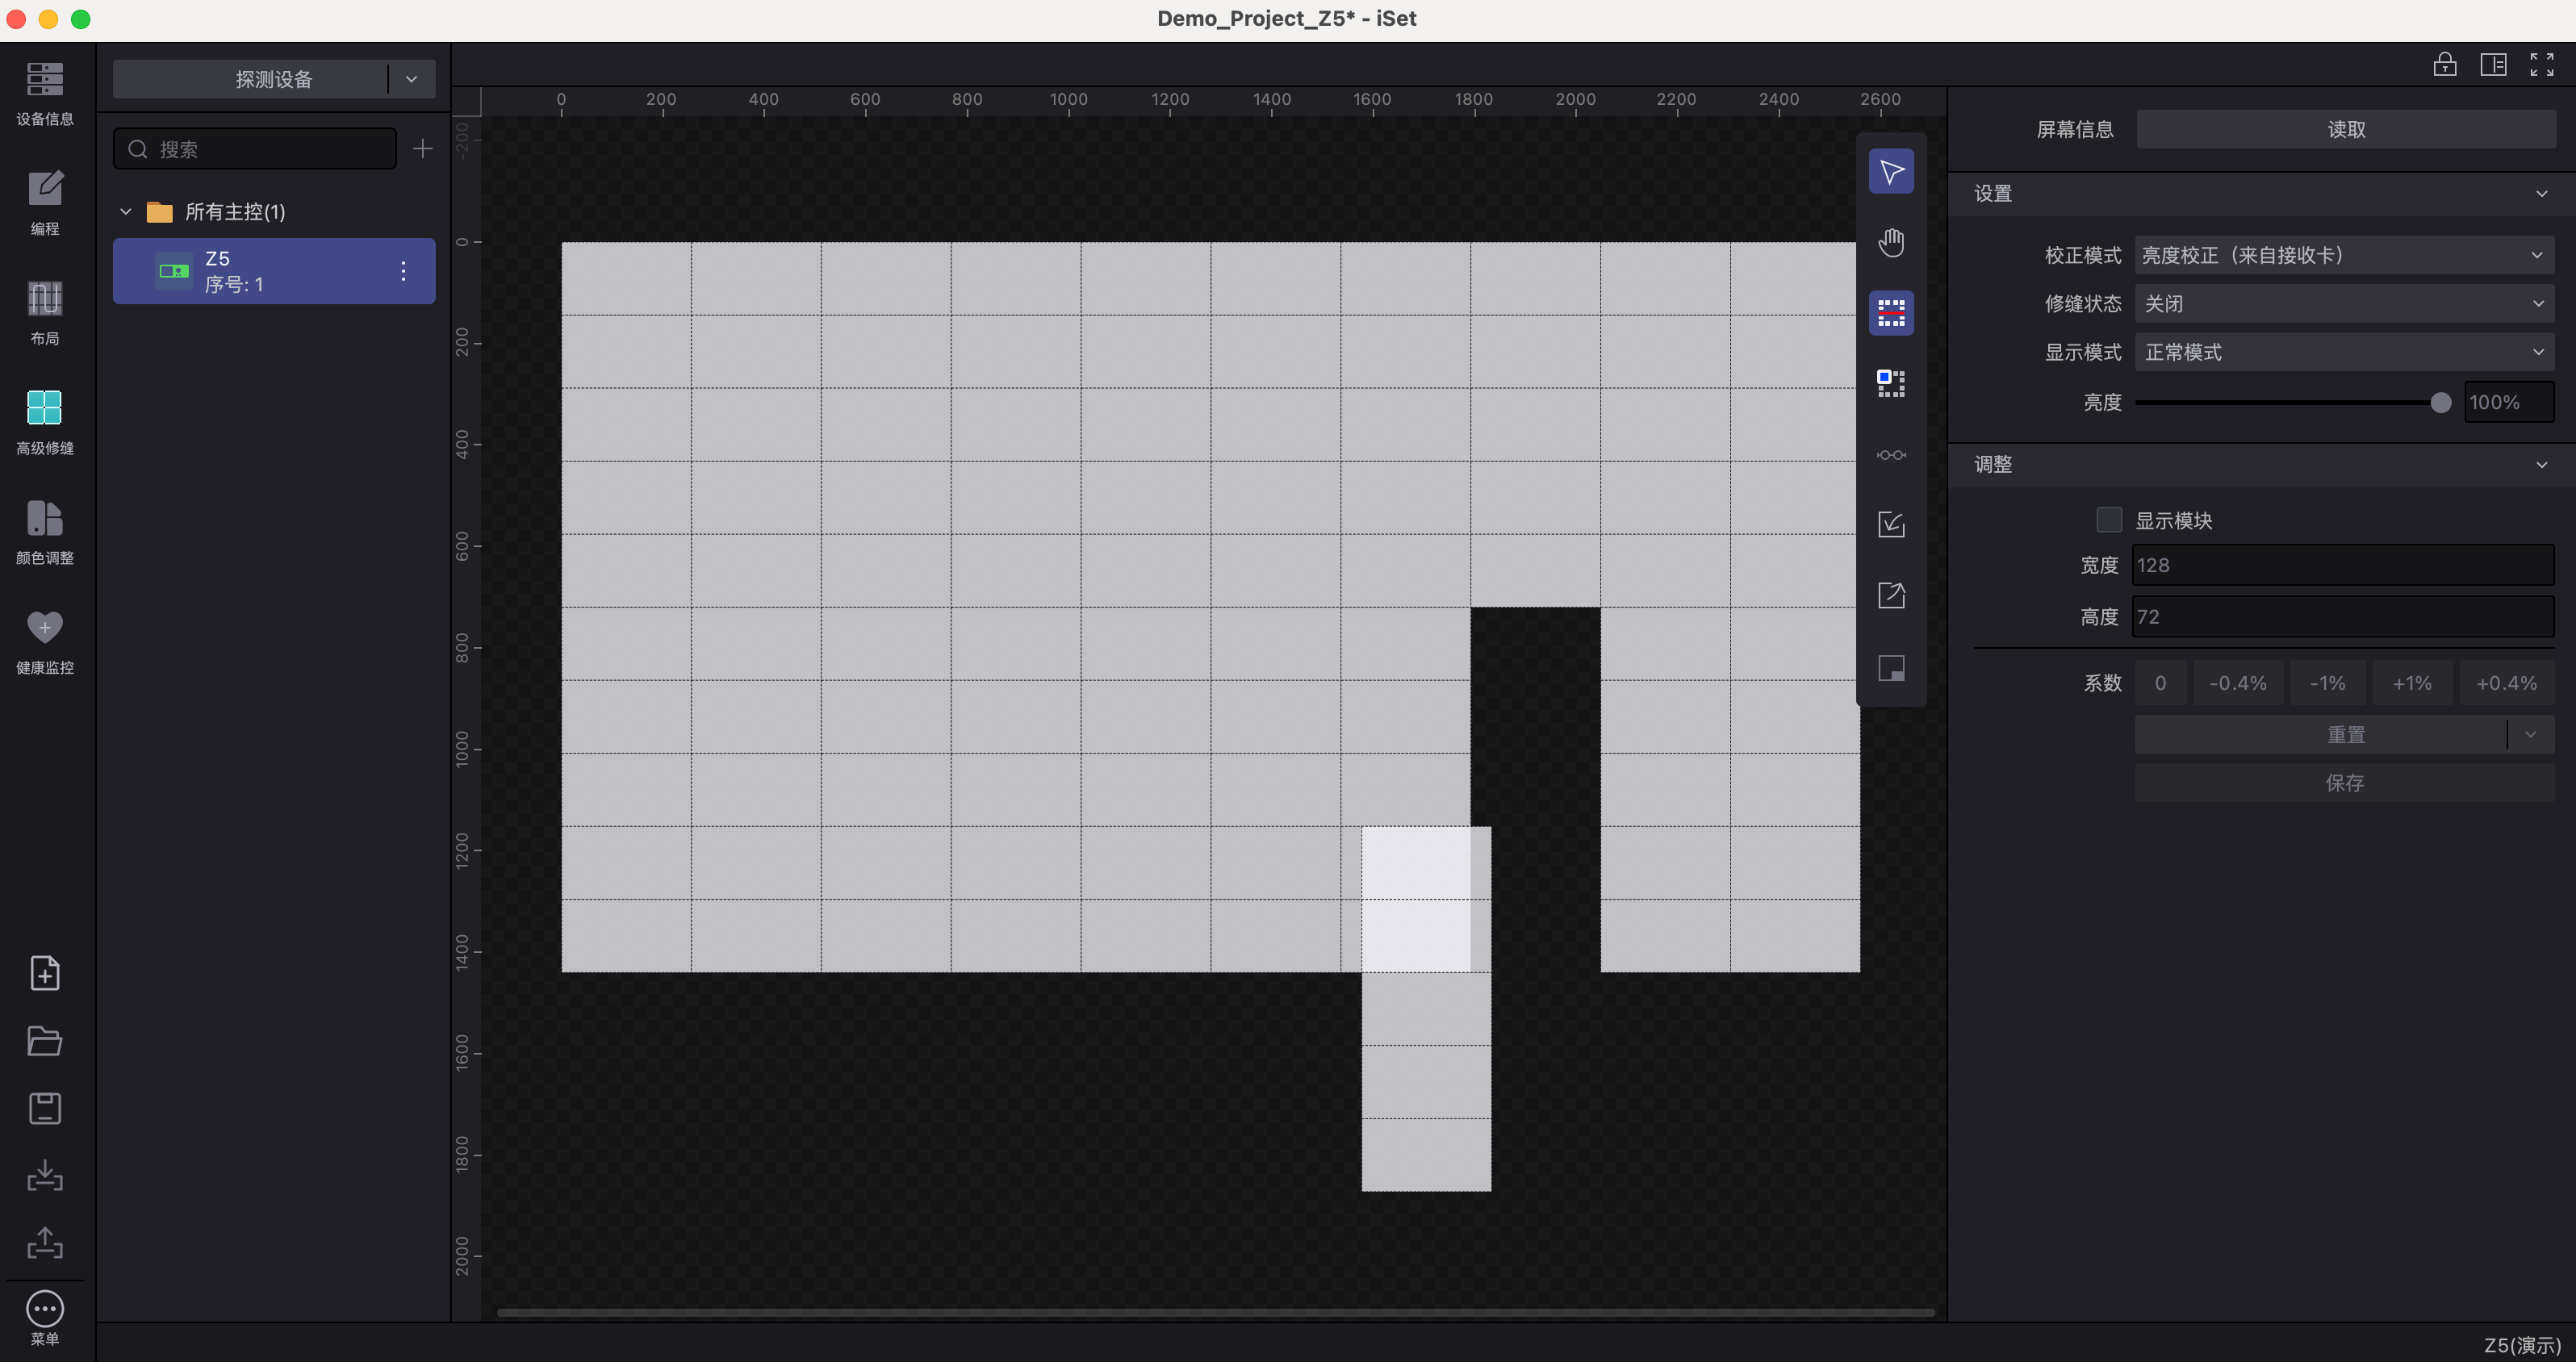 Demo_Project_Z5* - iSet
设备信息
编程
布局
高级修缝
颜色调整
健康监控
菜单
探测设备
搜索
所有主控(1)
Z5
序号: 1
0 200 400 600 800 1000 1200 1400 1600 1800 2000 2200 2400 2600
-200
0
200
400
600
800
1000
1200
1400
1600
1800
2000
屏幕信息 读取
设置
校正模式 亮度校正（来自接收卡）
修缝状态 关闭
显示模式 正常模式
亮度 100%
调整
显示模块
宽度 128
高度 72
系数 0 -0.4% -1% +1% +0.4%
重置
保存
Z5(演示)